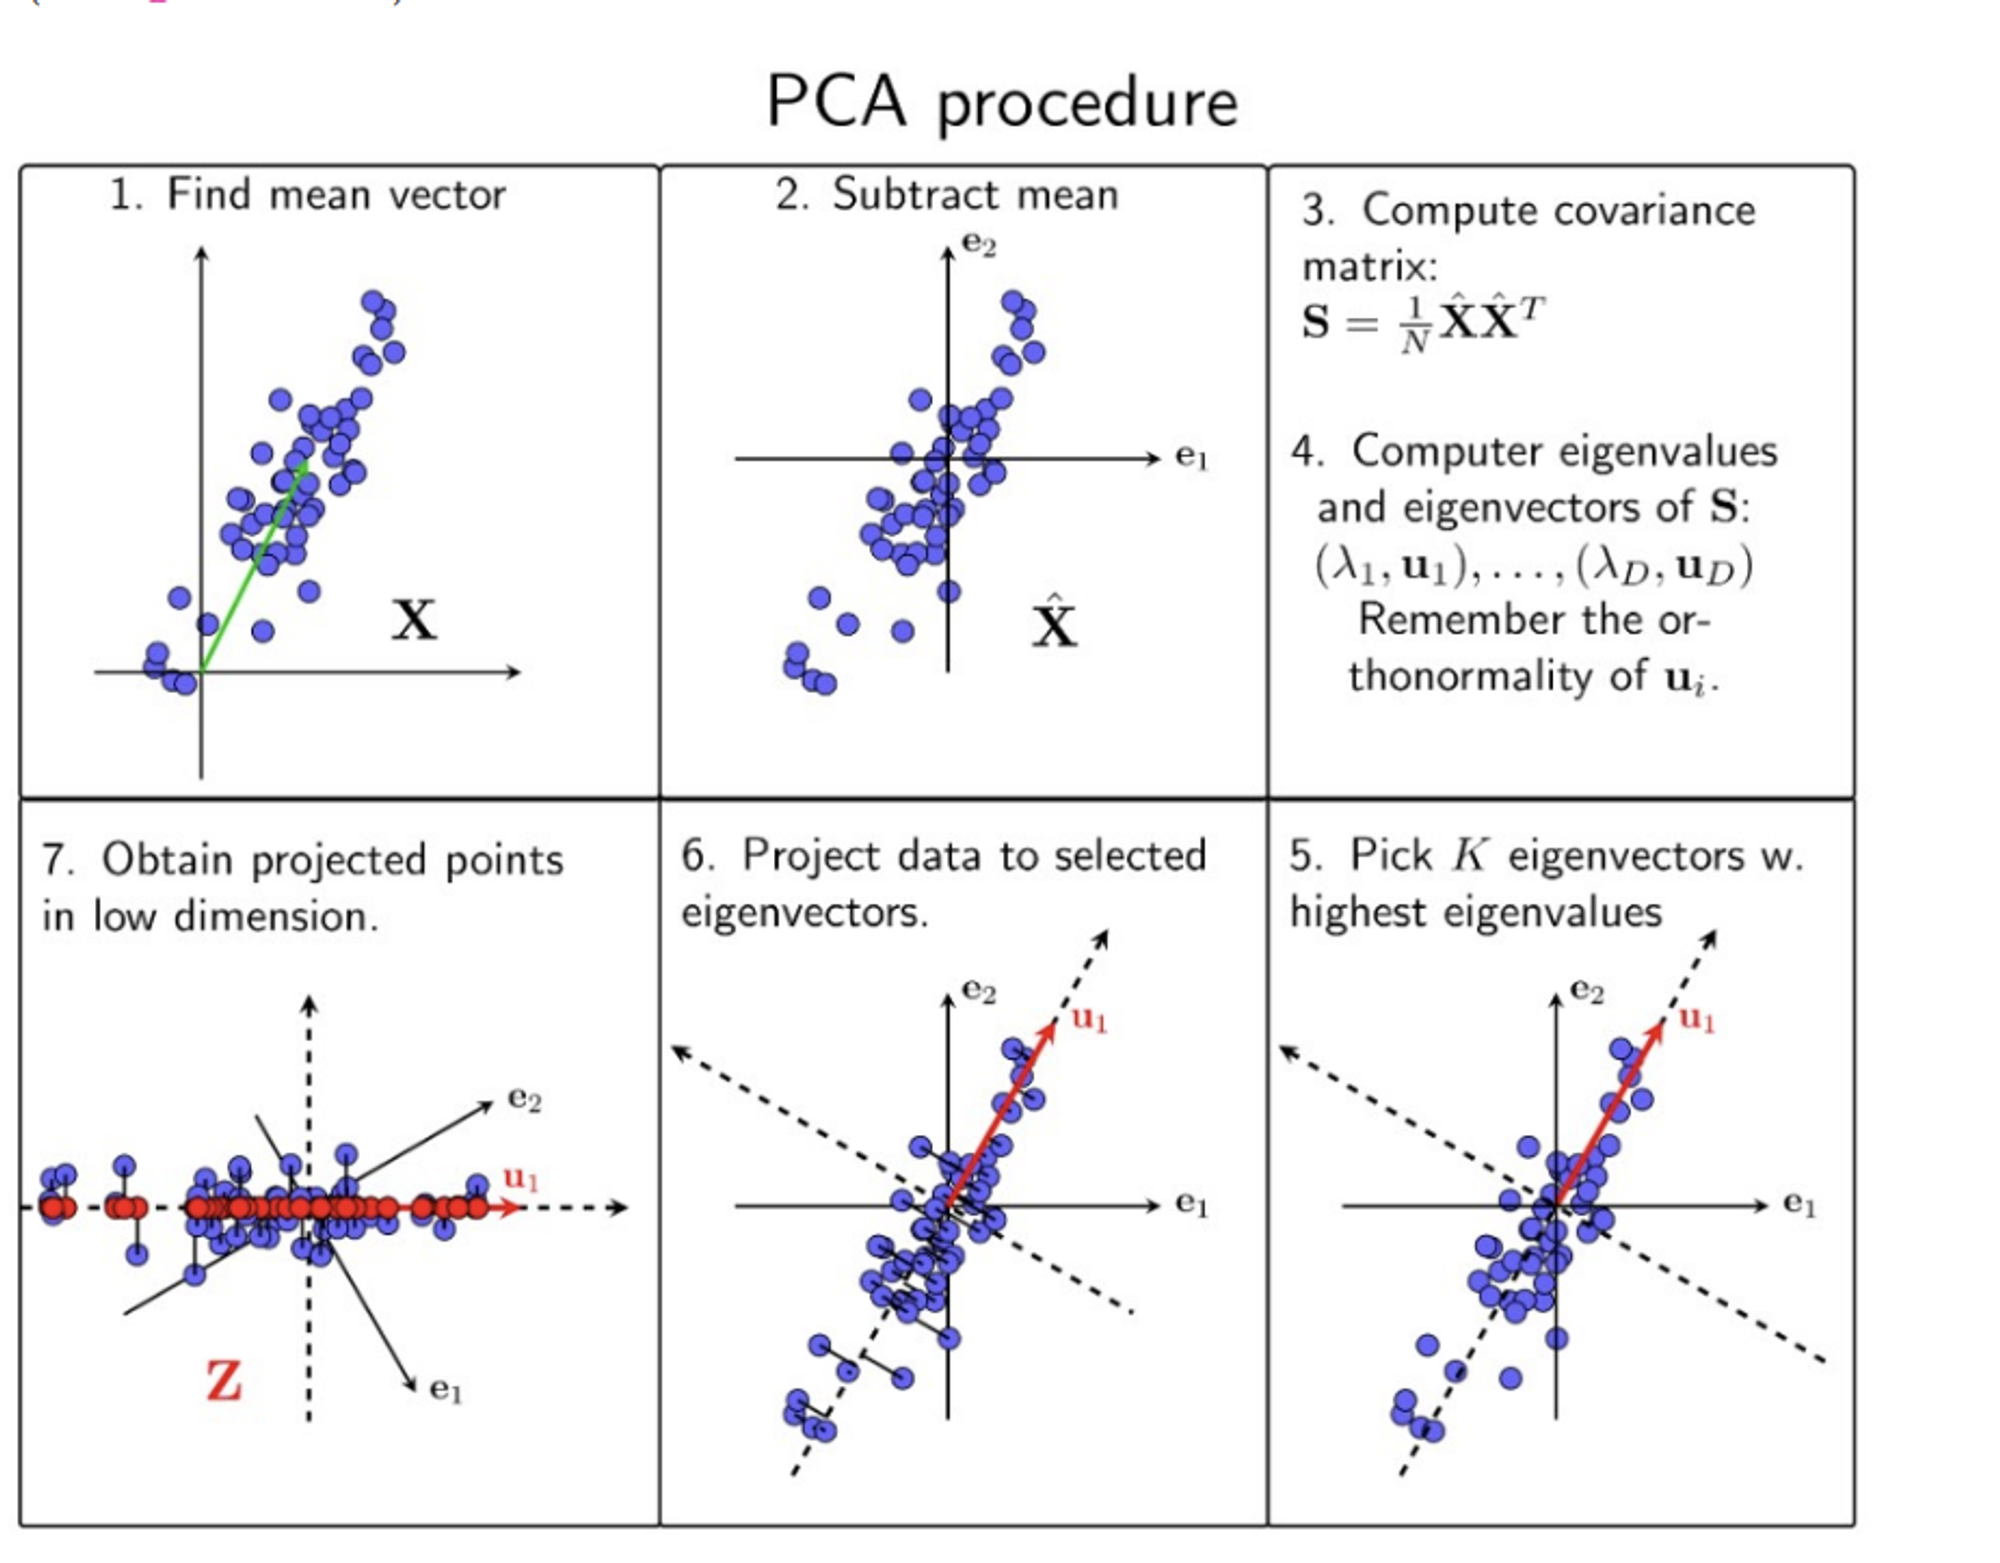 PCA procedure
1. Find mean vector
X
2. Subtract mean
e₂
e₁
X̂
3. Compute covariance
matrix:
S = 1/N X̂X̂ᵀ
4. Computer eigenvalues
and eigenvectors of S:
(λ₁, u₁), . . . , (λ_D, u_D)
Remember the or-
thonormality of uᵢ.
7. Obtain projected points
in low dimension.
e₂
u₁
Z
e₁
6. Project data to selected
eigenvectors.
e₂
u₁
e₁
5. Pick K eigenvectors w.
highest eigenvalues
e₂
u₁
e₁